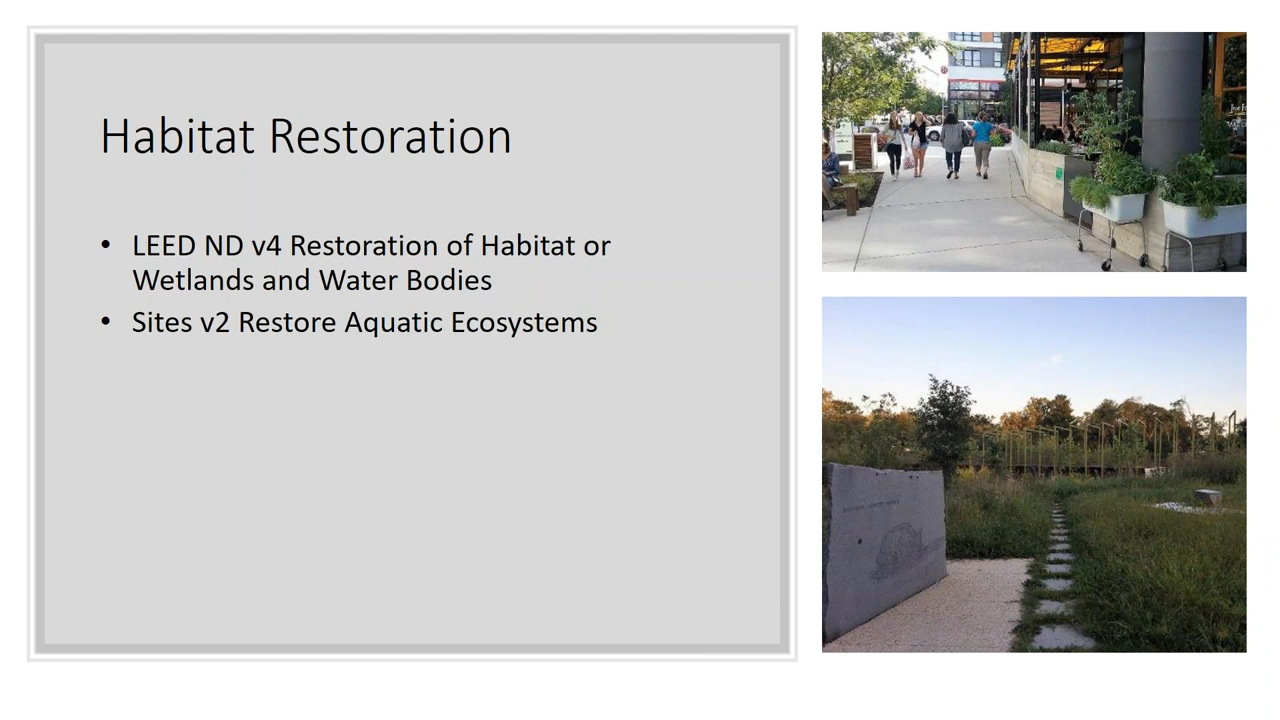 Habitat Restoration
• LEED ND v4 Restoration of Habitat or
Wetlands and Water Bodies
• Sites v2 Restore Aquatic Ecosystems